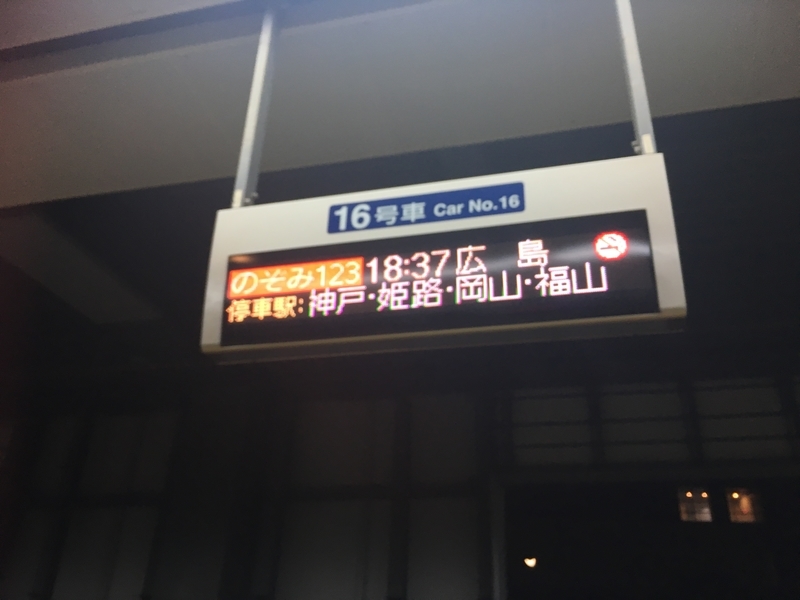 16号車 Car No.16
のぞみ123 18:37 広　島
停車駅：神戸・姫路・岡山・福山